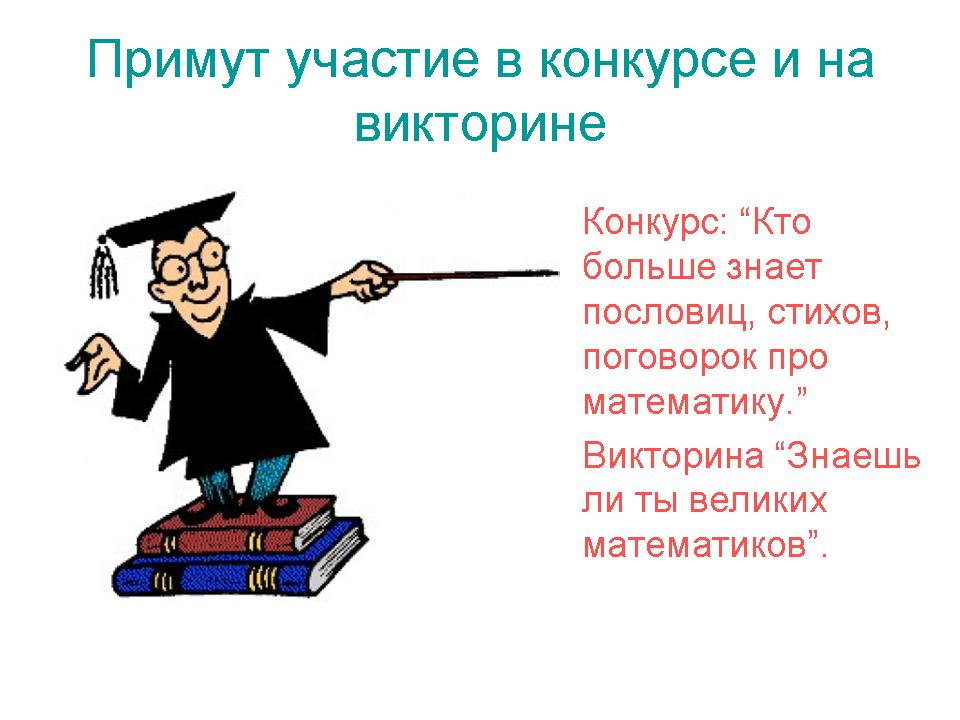 Примут участие в конкурсе и на
викторине
Конкурс: “Кто
больше знает
пословиц, стихов,
поговорок про
математику.”
Викторина “Знаешь
ли ты великих
математиков”.